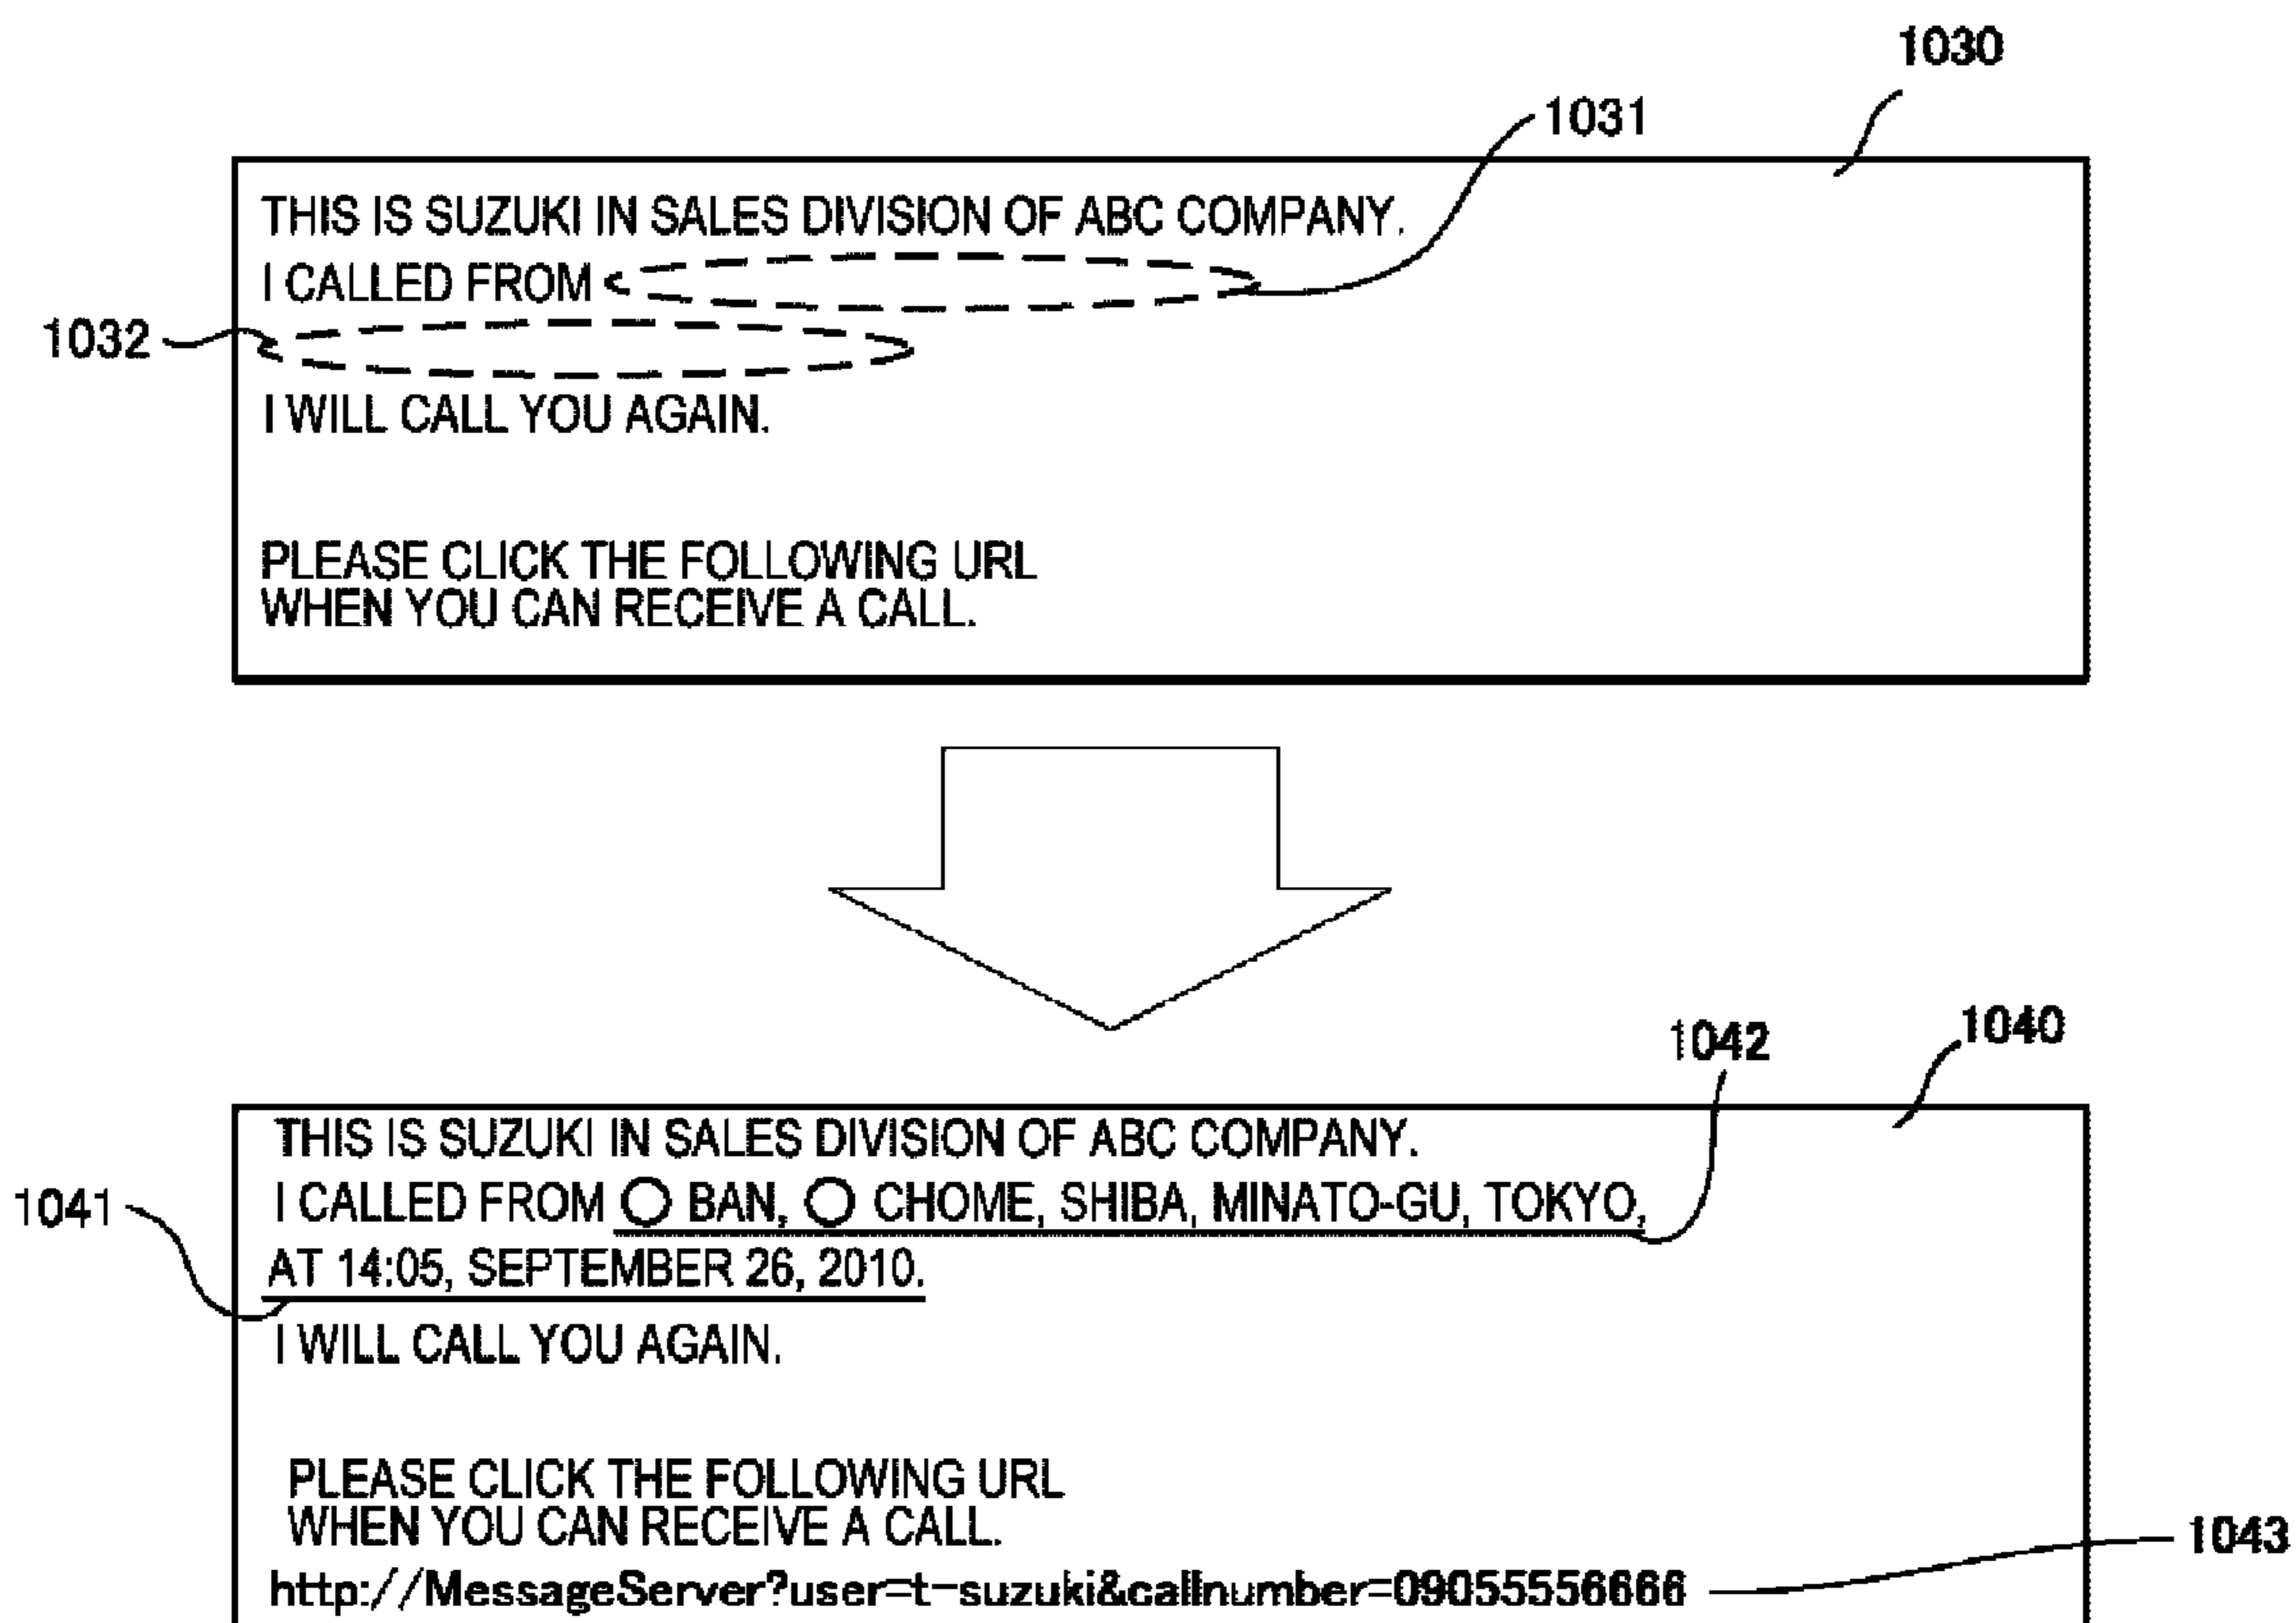 1030
1031
THIS IS SUZUKI IN SALES DIVISION OF ABC COMPANY.
I CALLED FROM
1032
I WILL CALL YOU AGAIN.
PLEASE CLICK THE FOLLOWING URL
WHEN YOU CAN RECEIVE A CALL.
1042
1040
THIS IS SUZUKI IN SALES DIVISION OF ABC COMPANY.
1041
I CALLED FROM ○ BAN, ○ CHOME, SHIBA, MINATO-GU, TOKYO,
AT 14:05, SEPTEMBER 26, 2010.
I WILL CALL YOU AGAIN.
PLEASE CLICK THE FOLLOWING URL
WHEN YOU CAN RECEIVE A CALL.
1043
http://MessageServer?user=t-suzuki&callnumber=09055556666